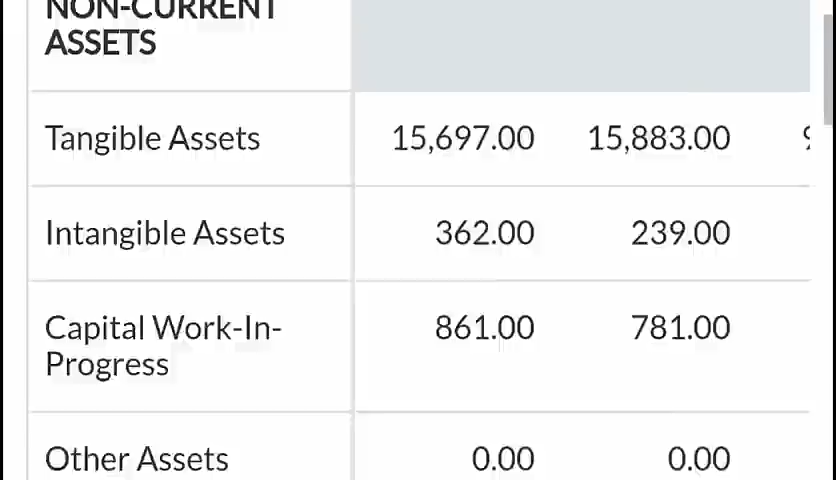 NON-CURRENT
ASSETS
Tangible Assets 15,697.00 15,883.00
Intangible Assets 362.00 239.00
Capital Work-In- 861.00 781.00
Progress
Other Assets 0.00 0.00